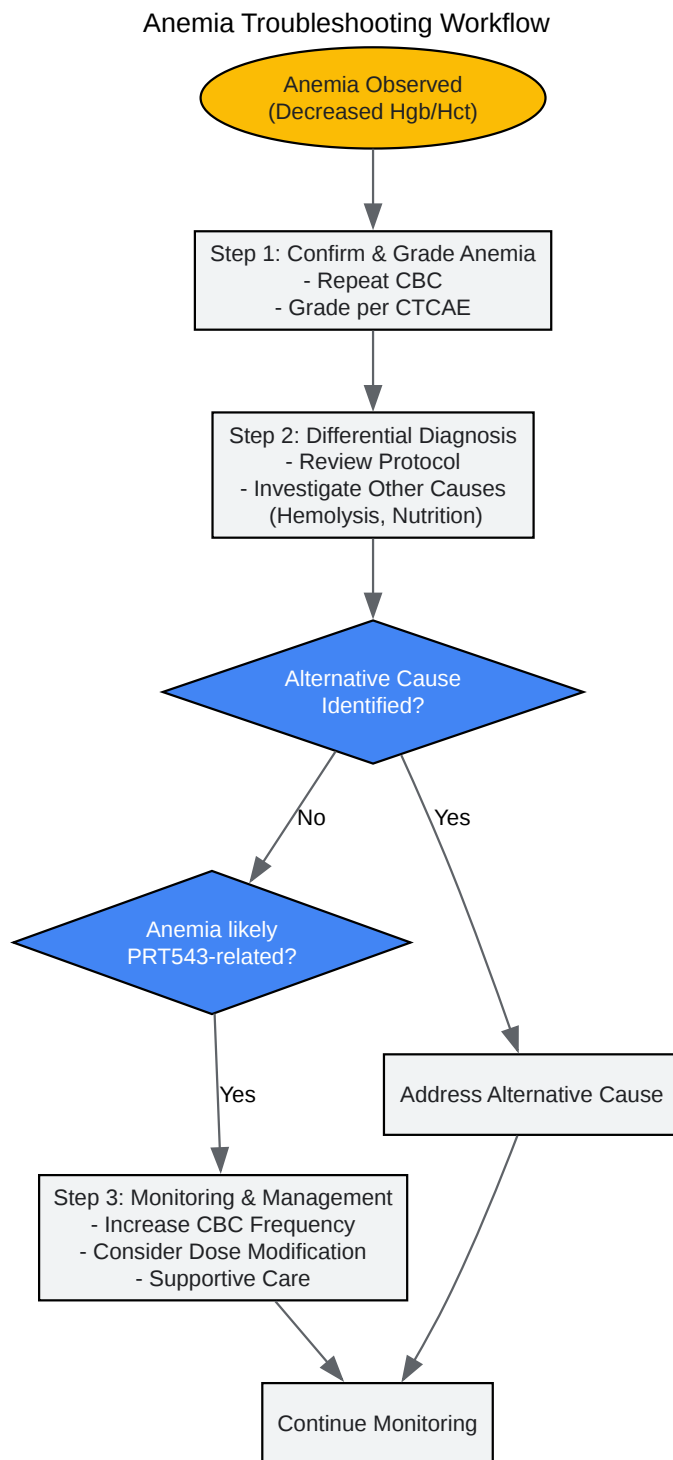 Anemia Troubleshooting Workflow
Anemia Observed
(Decreased Hgb/Hct)
Step 1: Confirm & Grade Anemia
- Repeat CBC
- Grade per CTCAE
Step 2: Differential Diagnosis
- Review Protocol
- Investigate Other Causes
(Hemolysis, Nutrition)
Alternative Cause
Identified?
No
Yes
Anemia likely
PRT543-related?
Address Alternative Cause
Yes
Step 3: Monitoring & Management
- Increase CBC Frequency
- Consider Dose Modification
- Supportive Care
Continue Monitoring